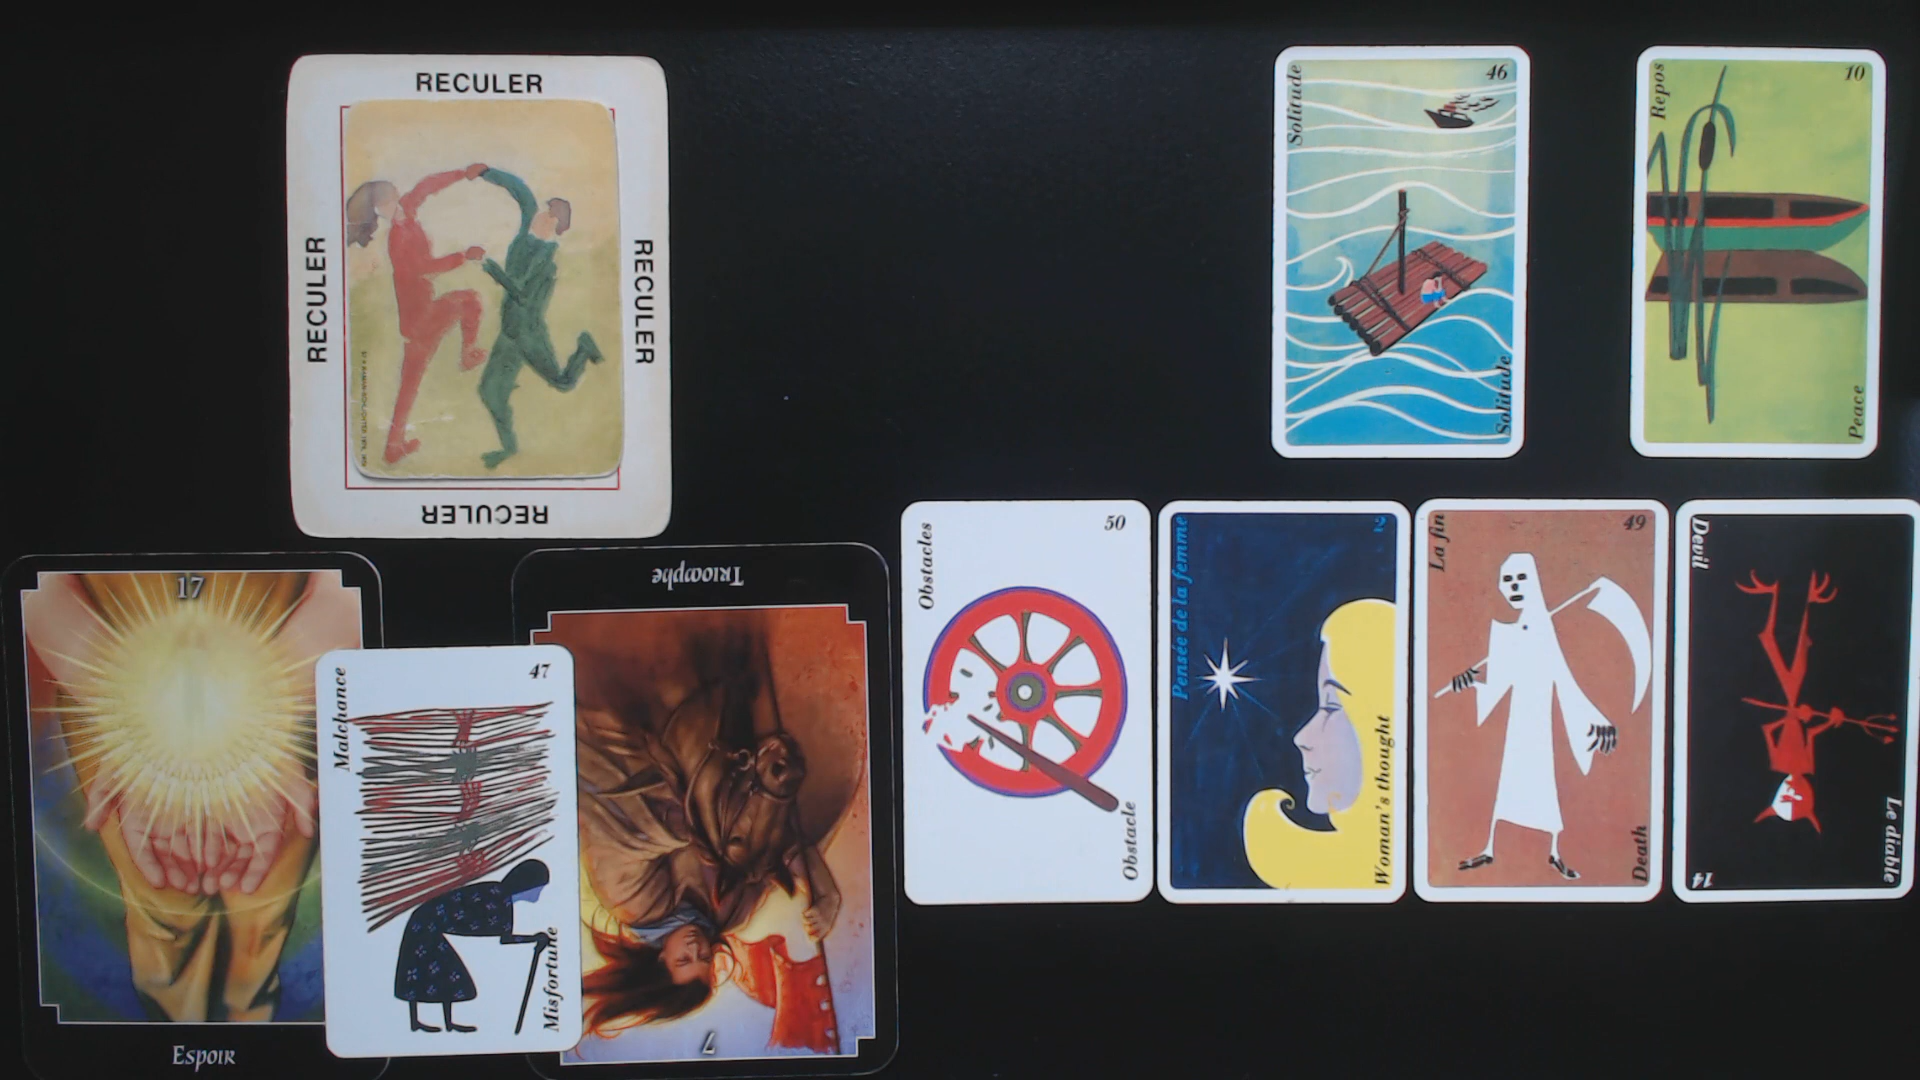 RECULER
RECULER
RECULER
RECULER
Solitude
46
Solitude
Repos
10
Peace
17
Espoir
Malchance
47
Misfortune
Triomphe
7
Obstacles
50
Obstacle
Pensée de la femme
2
Woman's thought
La fin
49
Death
Devil
14
Le diable